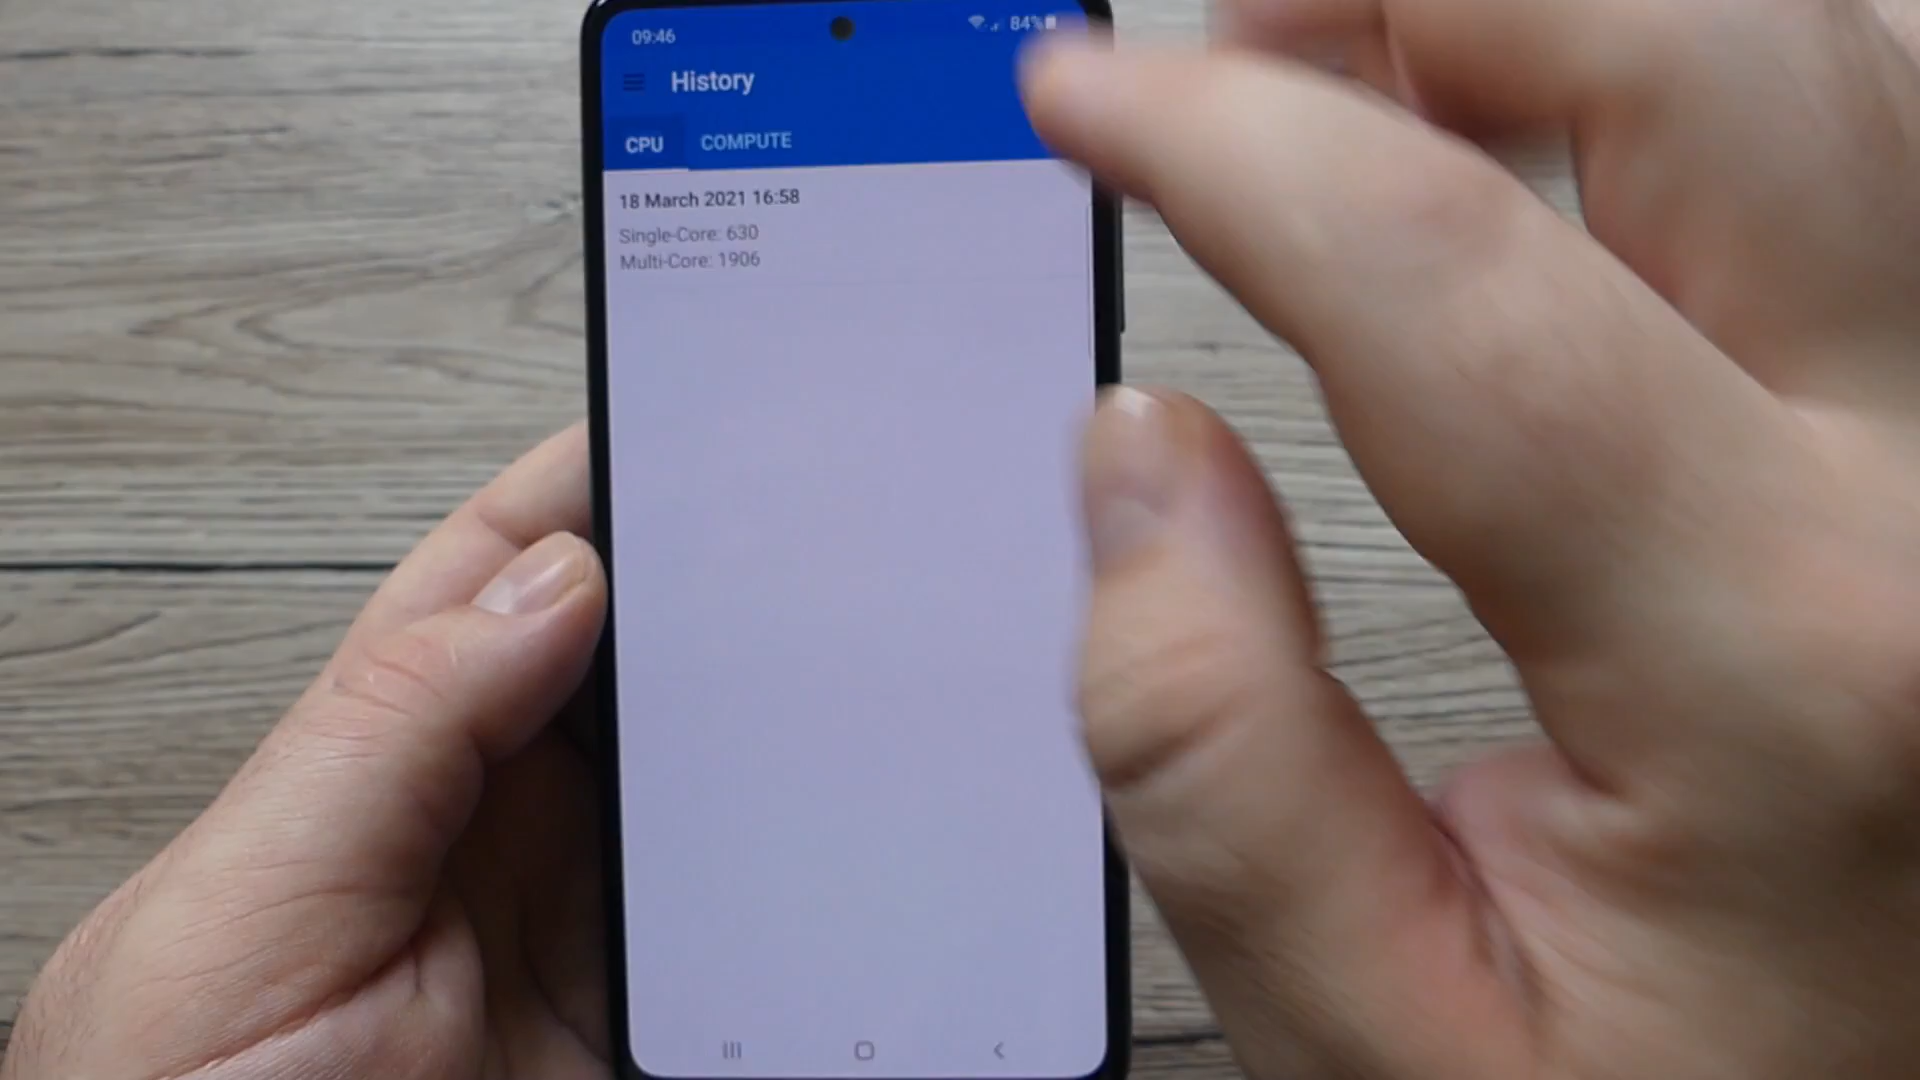 09:46
84%
History
CPU COMPUTE
18 March 2021 16:58
Single-Core: 630
Multi-Core: 1906